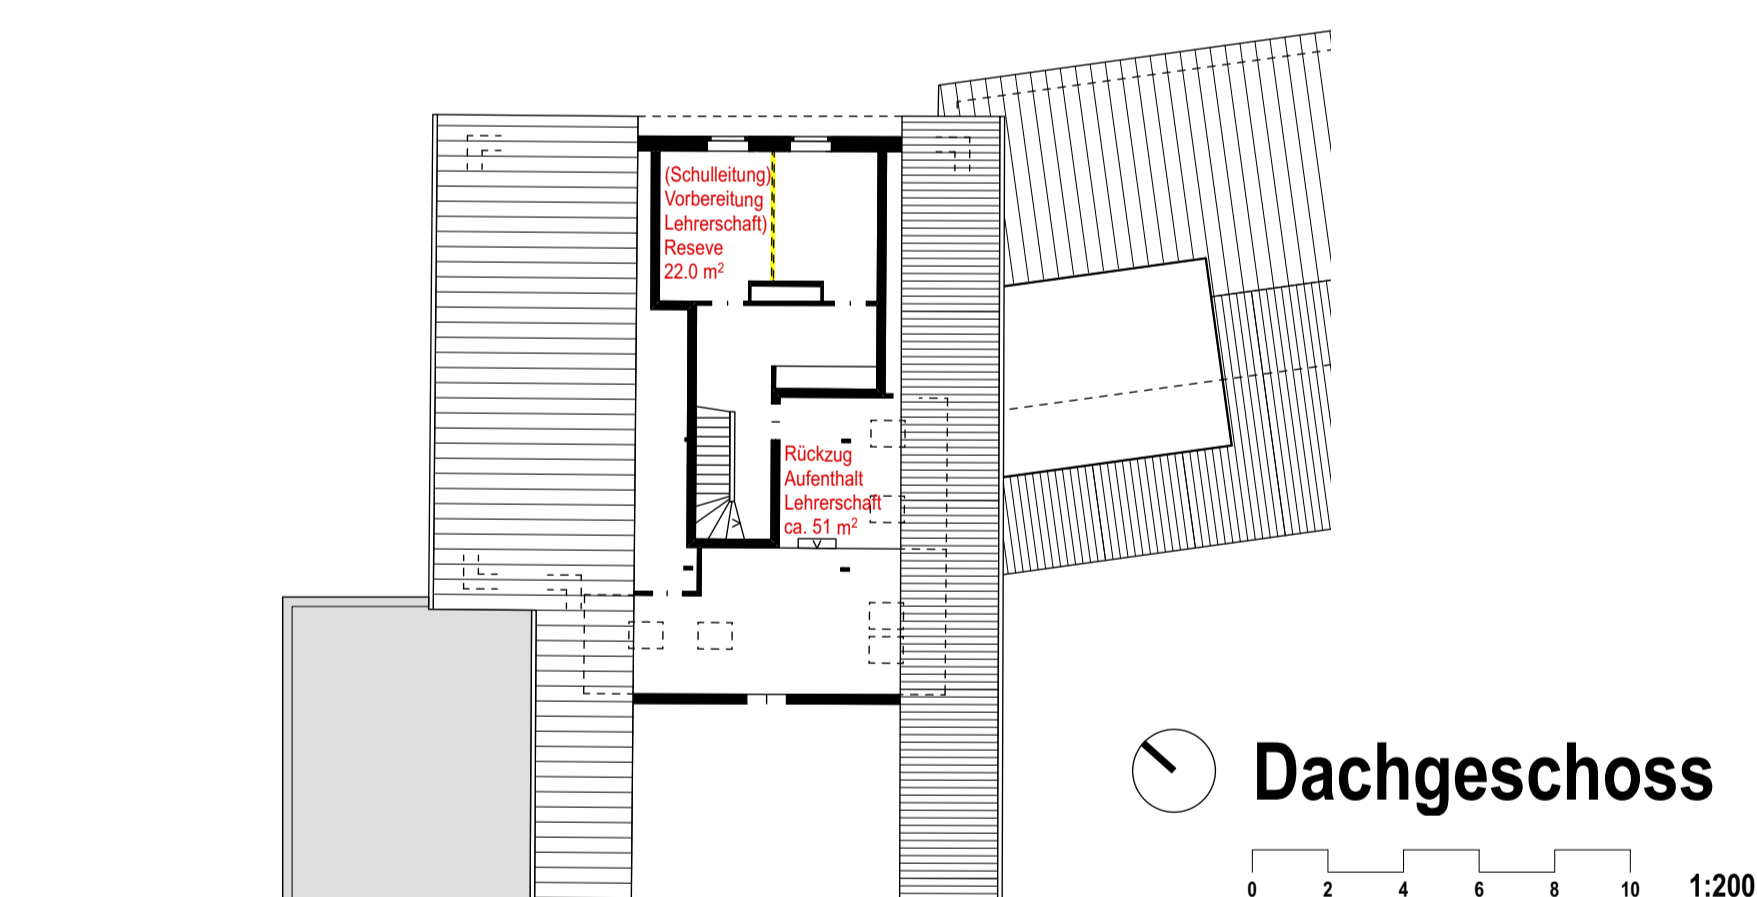 (Schulleitung)
Vorbereitung
Lehrerschaft)
Reseve
22.0 m²
Rückzug
Aufenthalt
Lehrerschaft
ca. 51 m²
Dachgeschoss
0 2 4 6 8 10 1:200